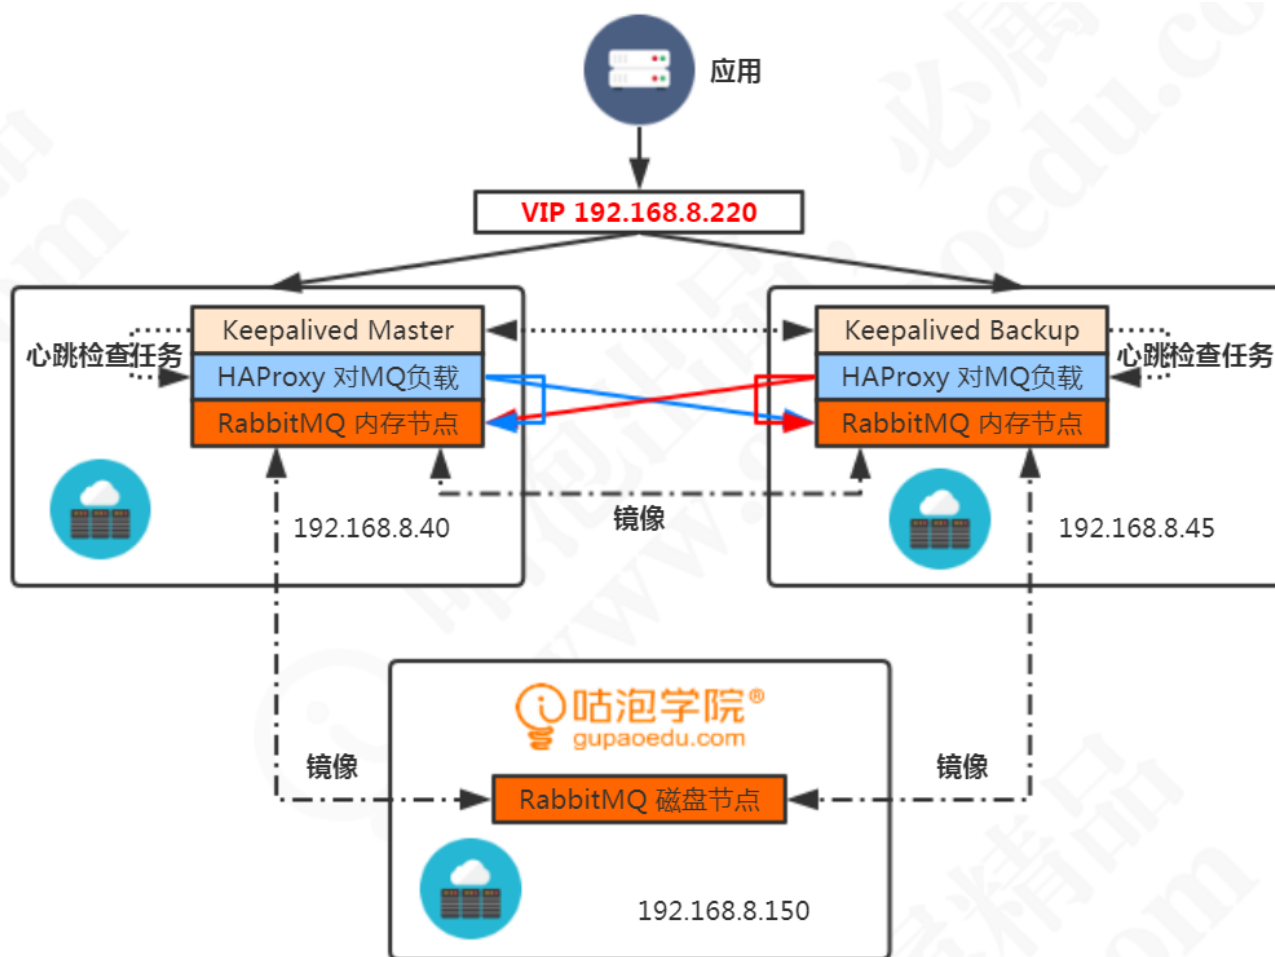 应用
VIP 192.168.8.220
Keepalived Master
心跳检查任务
HAProxy 对MQ负载
RabbitMQ 内存节点
192.168.8.40
Keepalived Backup
心跳检查任务
HAProxy 对MQ负载
RabbitMQ 内存节点
192.168.8.45
镜像
镜像
镜像
咕泡学院®
gupaoedu.com
RabbitMQ 磁盘节点
192.168.8.150